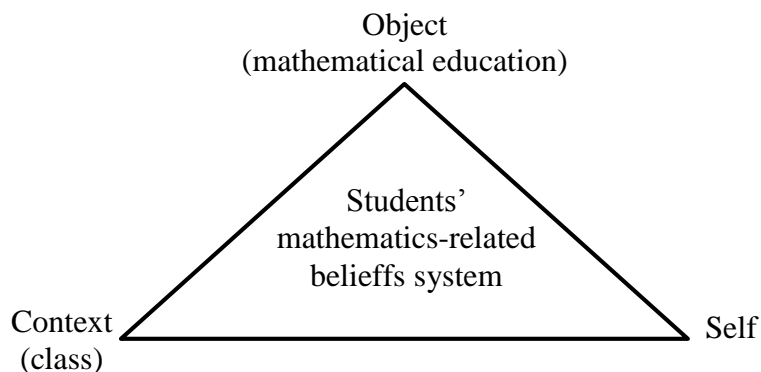 Object
(mathematical education)
Students’
mathematics-related
belieffs system
Context
(class)
Self